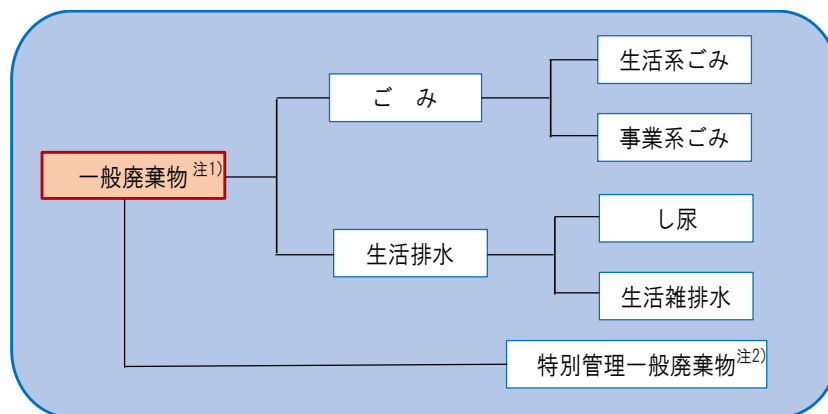 生活系ごみ
ご み
事業系ごみ
一般廃棄物注1)
し尿
生活排水
生活雑排水
特別管理一般廃棄物注2)